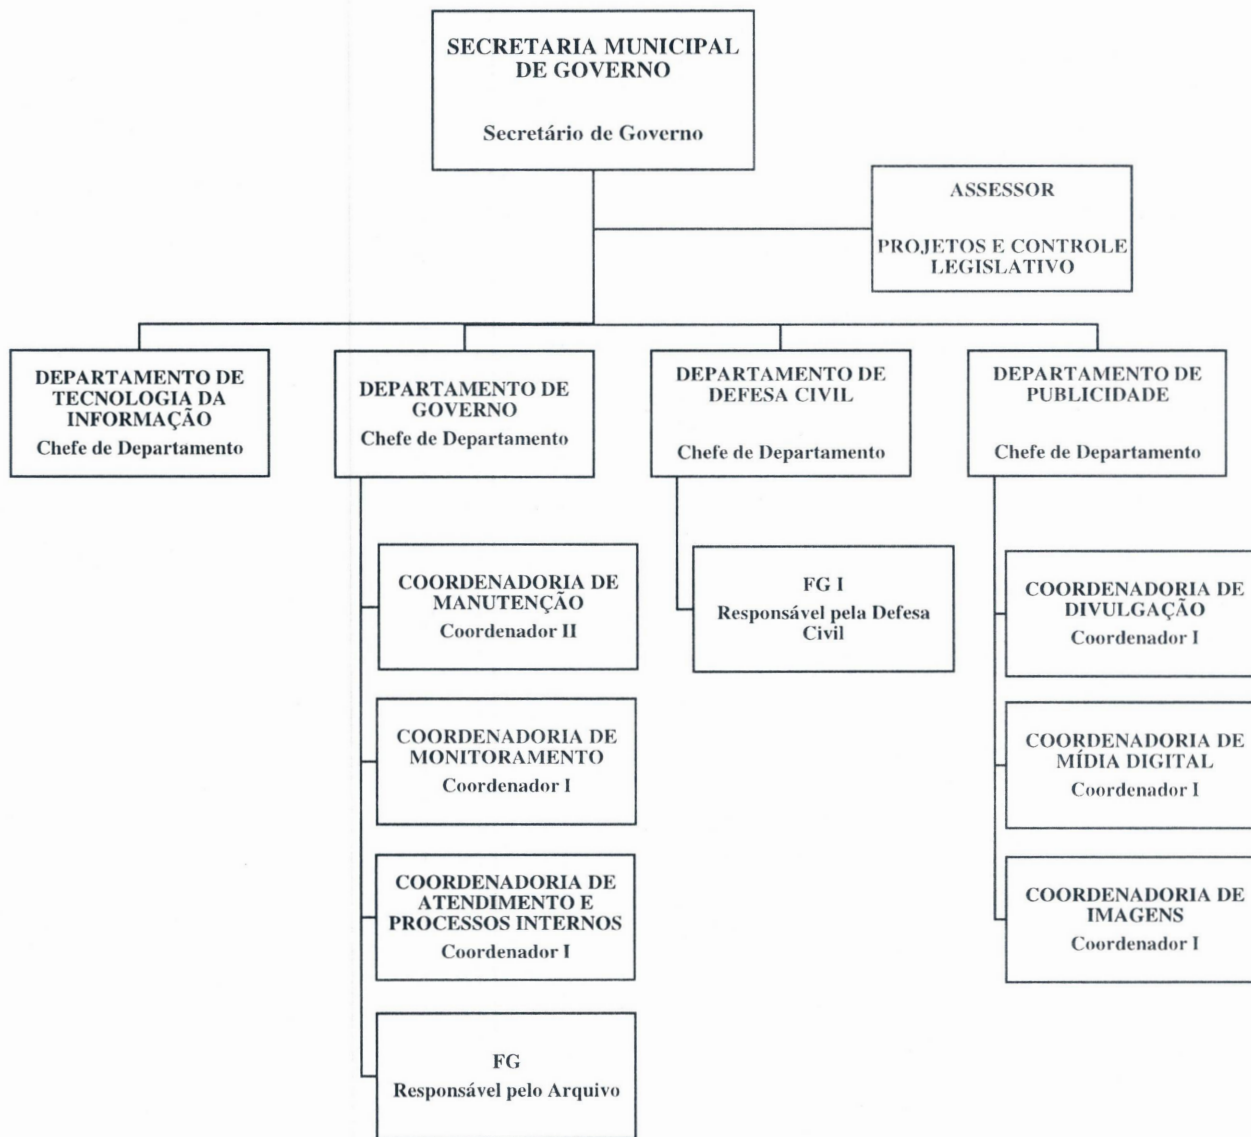 SECRETARIA MUNICIPAL
DE GOVERNO
Secretário de Governo
ASSESSOR
PROJETOS E CONTROLE
LEGISLATIVO
DEPARTAMENTO DE
TECNOLOGIA DA
INFORMAÇÃO
Chefe de Departamento
DEPARTAMENTO DE
GOVERNO
Chefe de Departamento
DEPARTAMENTO DE
DEFESA CIVIL
Chefe de Departamento
DEPARTAMENTO DE
PUBLICIDADE
Chefe de Departamento
COORDENADORIA DE
MANUTENÇÃO
Coordenador II
COORDENADORIA DE
MONITORAMENTO
Coordenador I
COORDENADORIA DE
ATENDIMENTO E
PROCESSOS INTERNOS
Coordenador I
FG
Responsável pelo Arquivo
FG I
Responsável pela Defesa
Civil
COORDENADORIA DE
DIVULGAÇÃO
Coordenador I
COORDENADORIA DE
MÍDIA DIGITAL
Coordenador I
COORDENADORIA DE
IMAGENS
Coordenador I